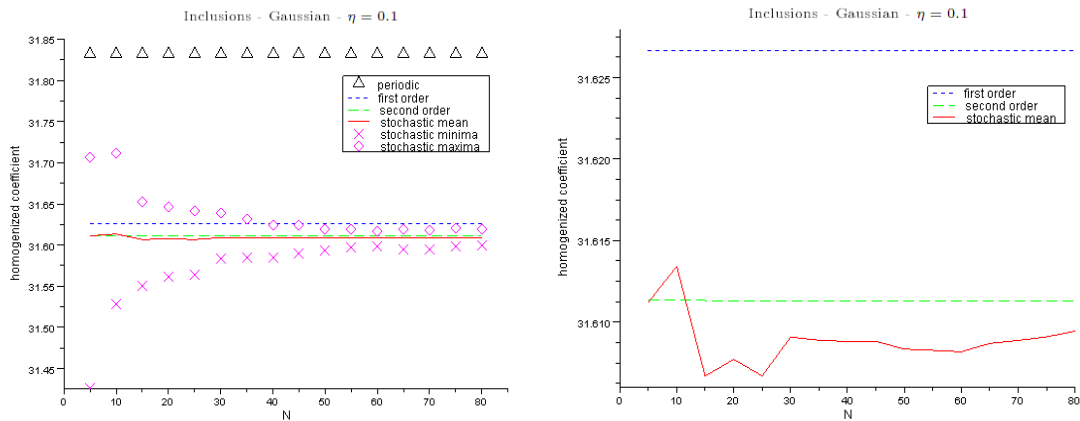 Inclusions - Gaussian - η = 0.1
31.85
31.80
31.75
31.70
31.65
31.60
31.55
31.50
31.45
homogenized coefficient
periodic
first order
second order
stochastic mean
stochastic minima
stochastic maxima
0 10 20 30 40 50 60 70 80
N
Inclusions - Gaussian - η = 0.1
31.625
31.620
31.615
31.610
homogenized coefficient
first order
second order
stochastic mean
0 10 20 30 40 50 60 70 80
N